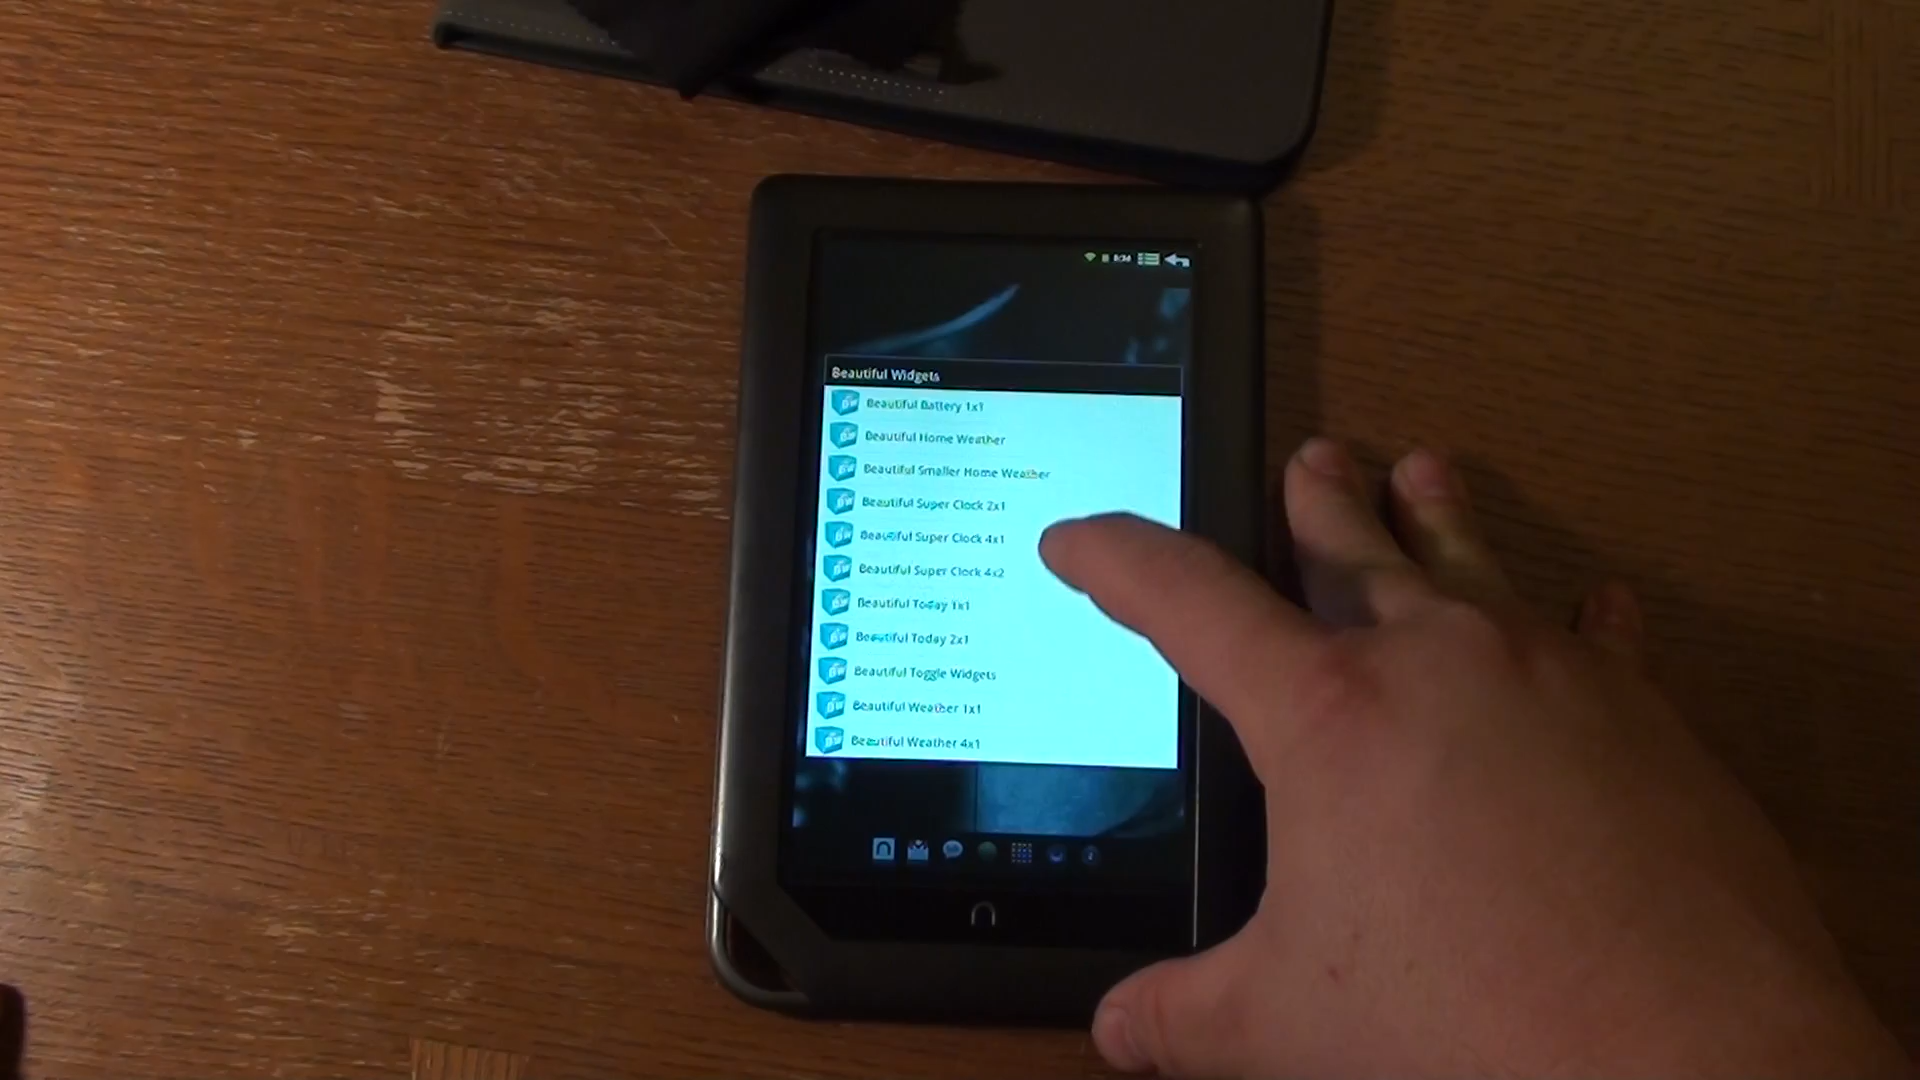 Beautiful Widgets
Beautiful Battery 1x1
Beautiful Home Weather
Beautiful Smaller Home Weather
Beautiful Super Clock 2x1
Beautiful Super Clock 4x1
Beautiful Super Clock 4x2
Beautiful Today 1x1
Beautiful Today 2x1
Beautiful Toggle Widgets
Beautiful Weather 1x1
Beautiful Weather 4x1